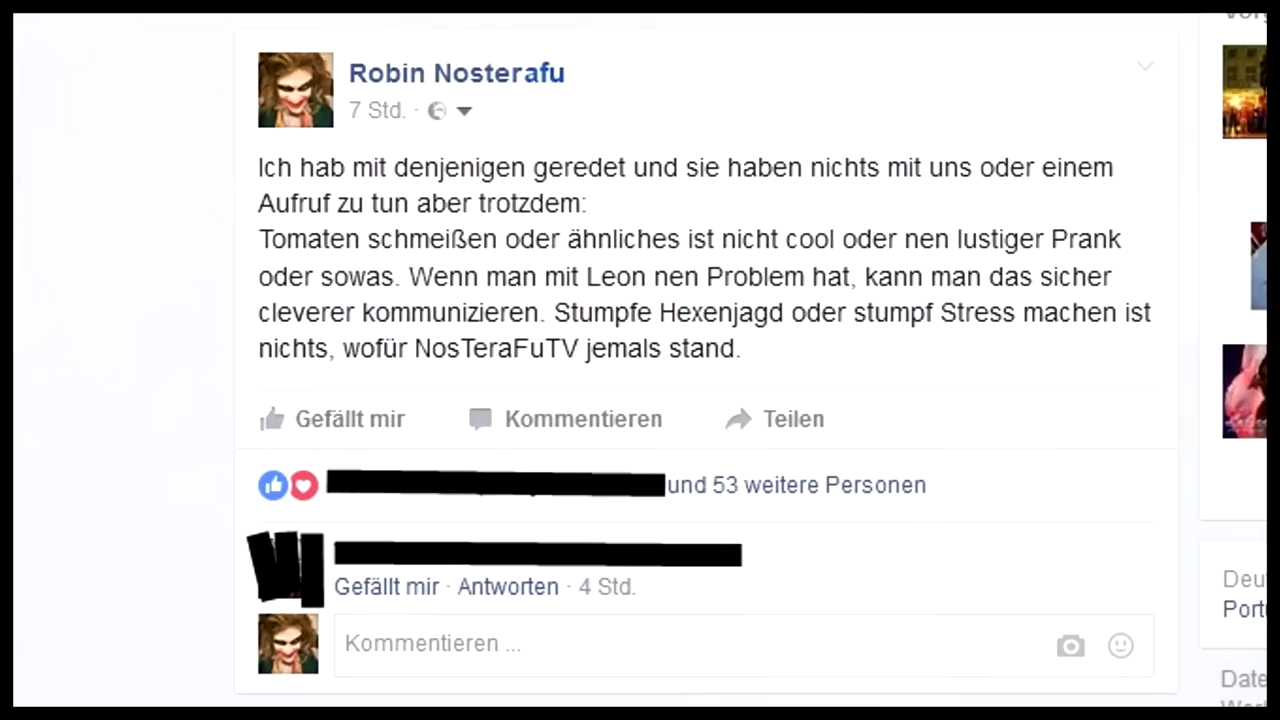 Robin Nosterafu
7 Std. ·
Ich hab mit denjenigen geredet und sie haben nichts mit uns oder einem
Aufruf zu tun aber trotzdem:
Tomaten schmeißen oder ähnliches ist nicht cool oder nen lustiger Prank
oder sowas. Wenn man mit Leon nen Problem hat, kann man das sicher
cleverer kommunizieren. Stumpfe Hexenjagd oder stumpf Stress machen ist
nichts, wofür NosTeraFuTV jemals stand.
Gefällt mir Kommentieren Teilen
und 53 weitere Personen
Gefällt mir · Antworten · 4 Std.
Kommentieren ...
Deu
Port
Date